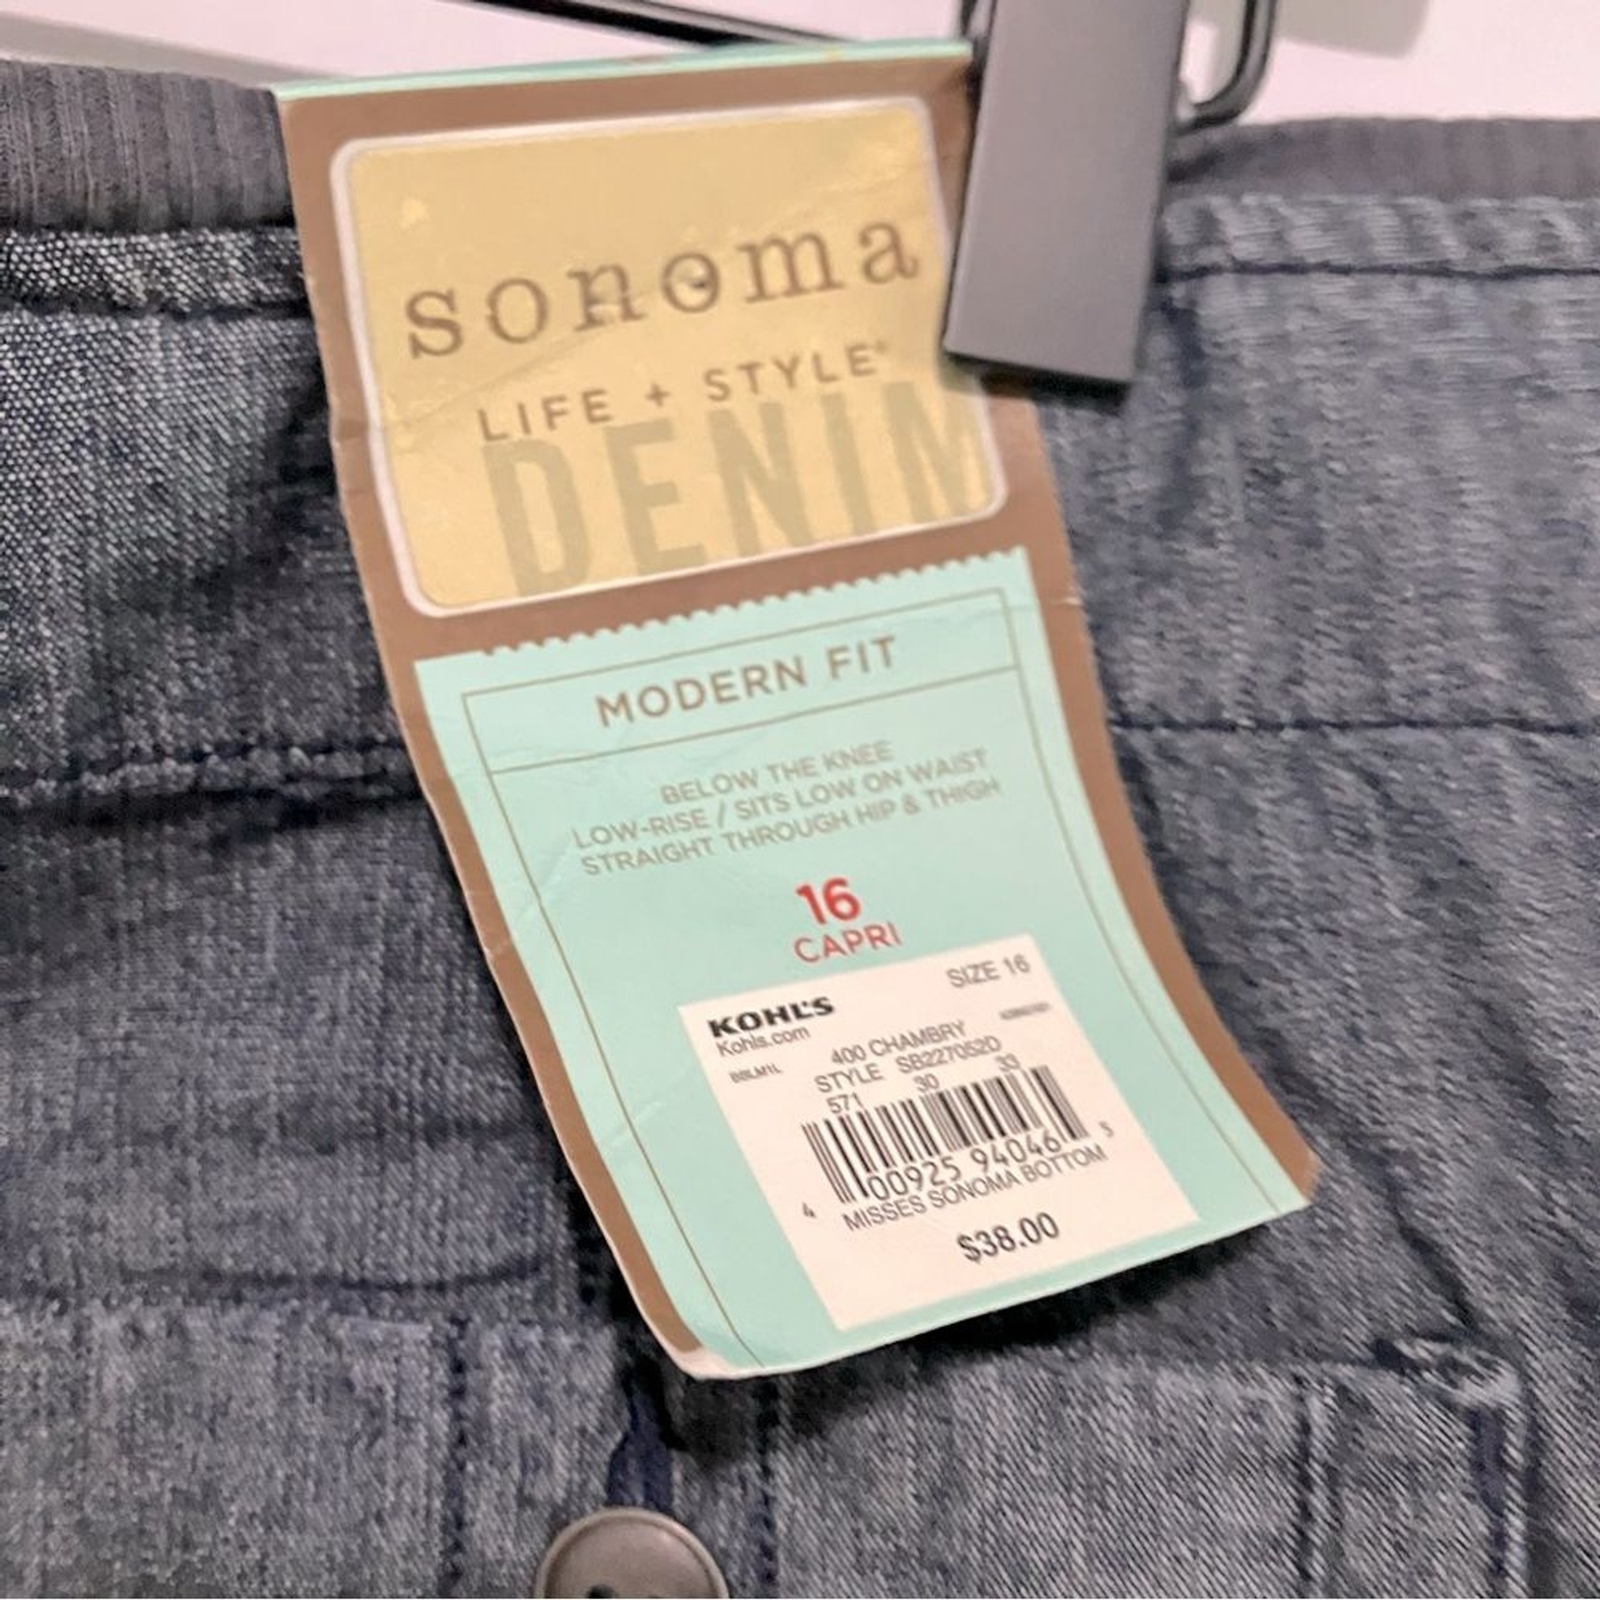 sonoma
LIFE + STYLE®
DENIM
MODERN FIT
BELOW THE KNEE
LOW-RISE / SITS LOW ON WAIST
STRAIGHT THROUGH HIP & THIGH
16
CAPRI
SIZE 16
KOHL'S
Kohls.com
400 CHAMBRY
STYLE SB227052D
571 30 33
4 00925 94046 5
MISSES SONOMA BOTTOM
$38.00